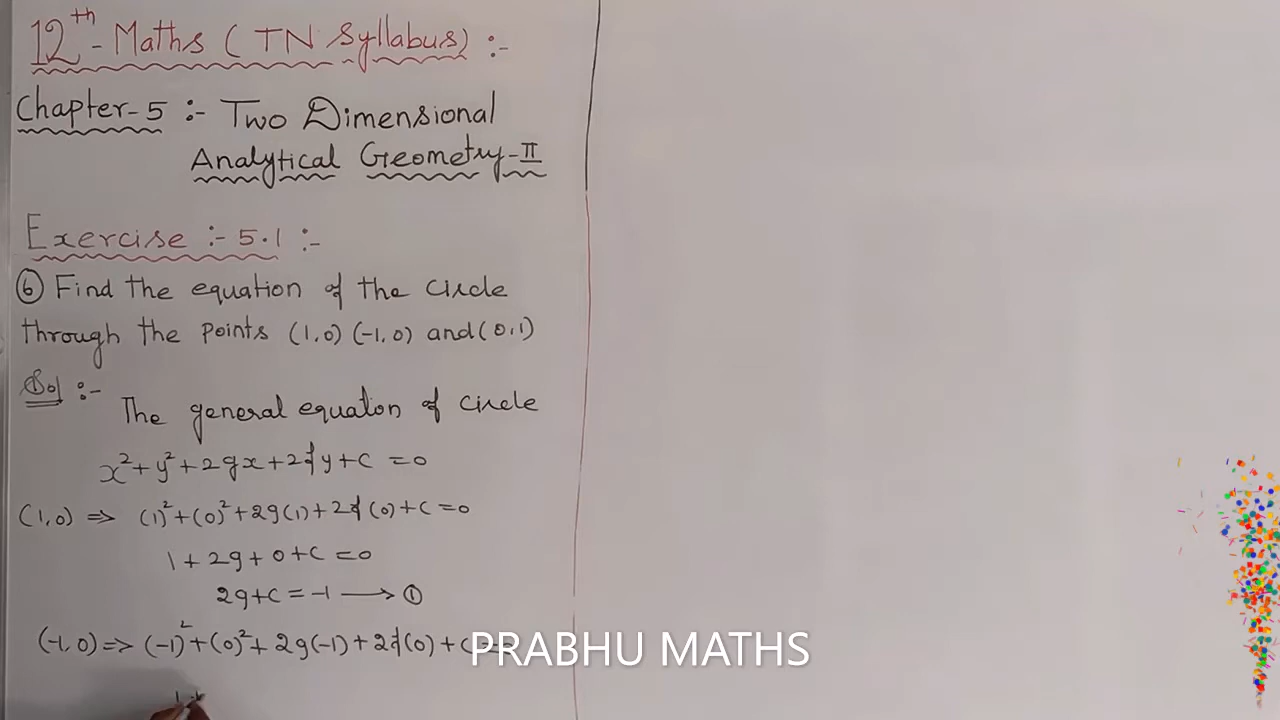 12th - Maths ( TN Syllabus) :-
Chapter-5 :- Two Dimensional
Analytical Geometry-II
Exercise :- 5.1 :-
⑥ Find the equation of the circle
through the points (1,0) (-1,0) and (0,1)
Sol :-
The general equaton of circle
x²+y²+2gx+2fy+c =0
(1,0) ⇒ (1)²+(0)²+2g(1)+2f(0)+c=0
1+2g+0+c=0
2g+c=-1 ⟶ ①
(-1,0) ⇒ (-1)²+(0)²+2g(-1)+2f(0)+c=0
PRABHU MATHS
1+